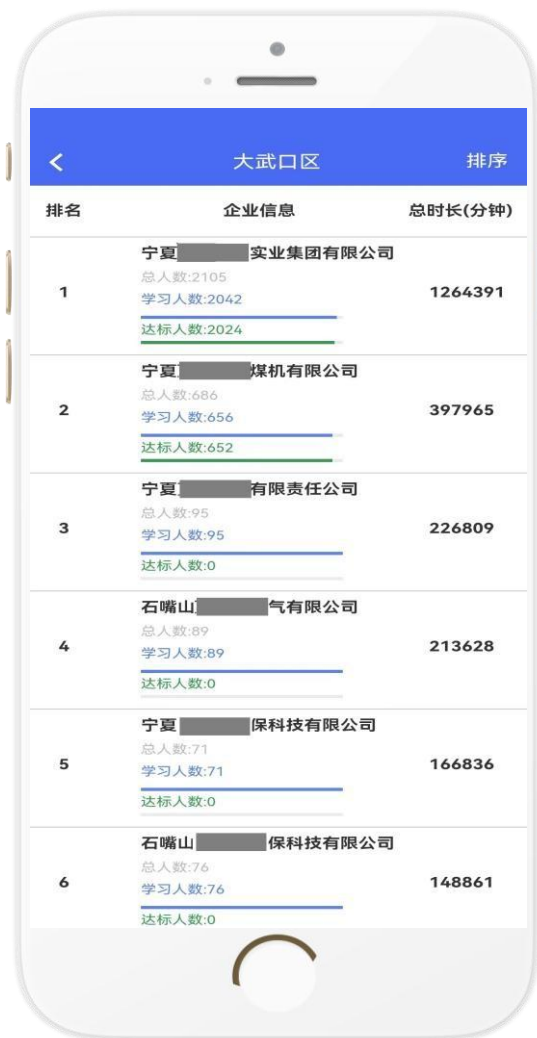 大武口区 排序
排名 企业信息 总时长(分钟)
宁夏 实业集团有限公司
总人数:2105
1 学习人数:2042 1264391
达标人数:2024
宁夏 煤机有限公司
总人数:686
2 学习人数:656 397965
达标人数:652
宁夏 有限责任公司
总人数:95
3 学习人数:95 226809
达标人数:0
石嘴山 气有限公司
总人数:89
4 学习人数:89 213628
达标人数:0
宁夏 保科技有限公司
总人数:71
5 学习人数:71 166836
达标人数:0
石嘴山 保科技有限公司
总人数:76
6 学习人数:76 148861
达标人数:0